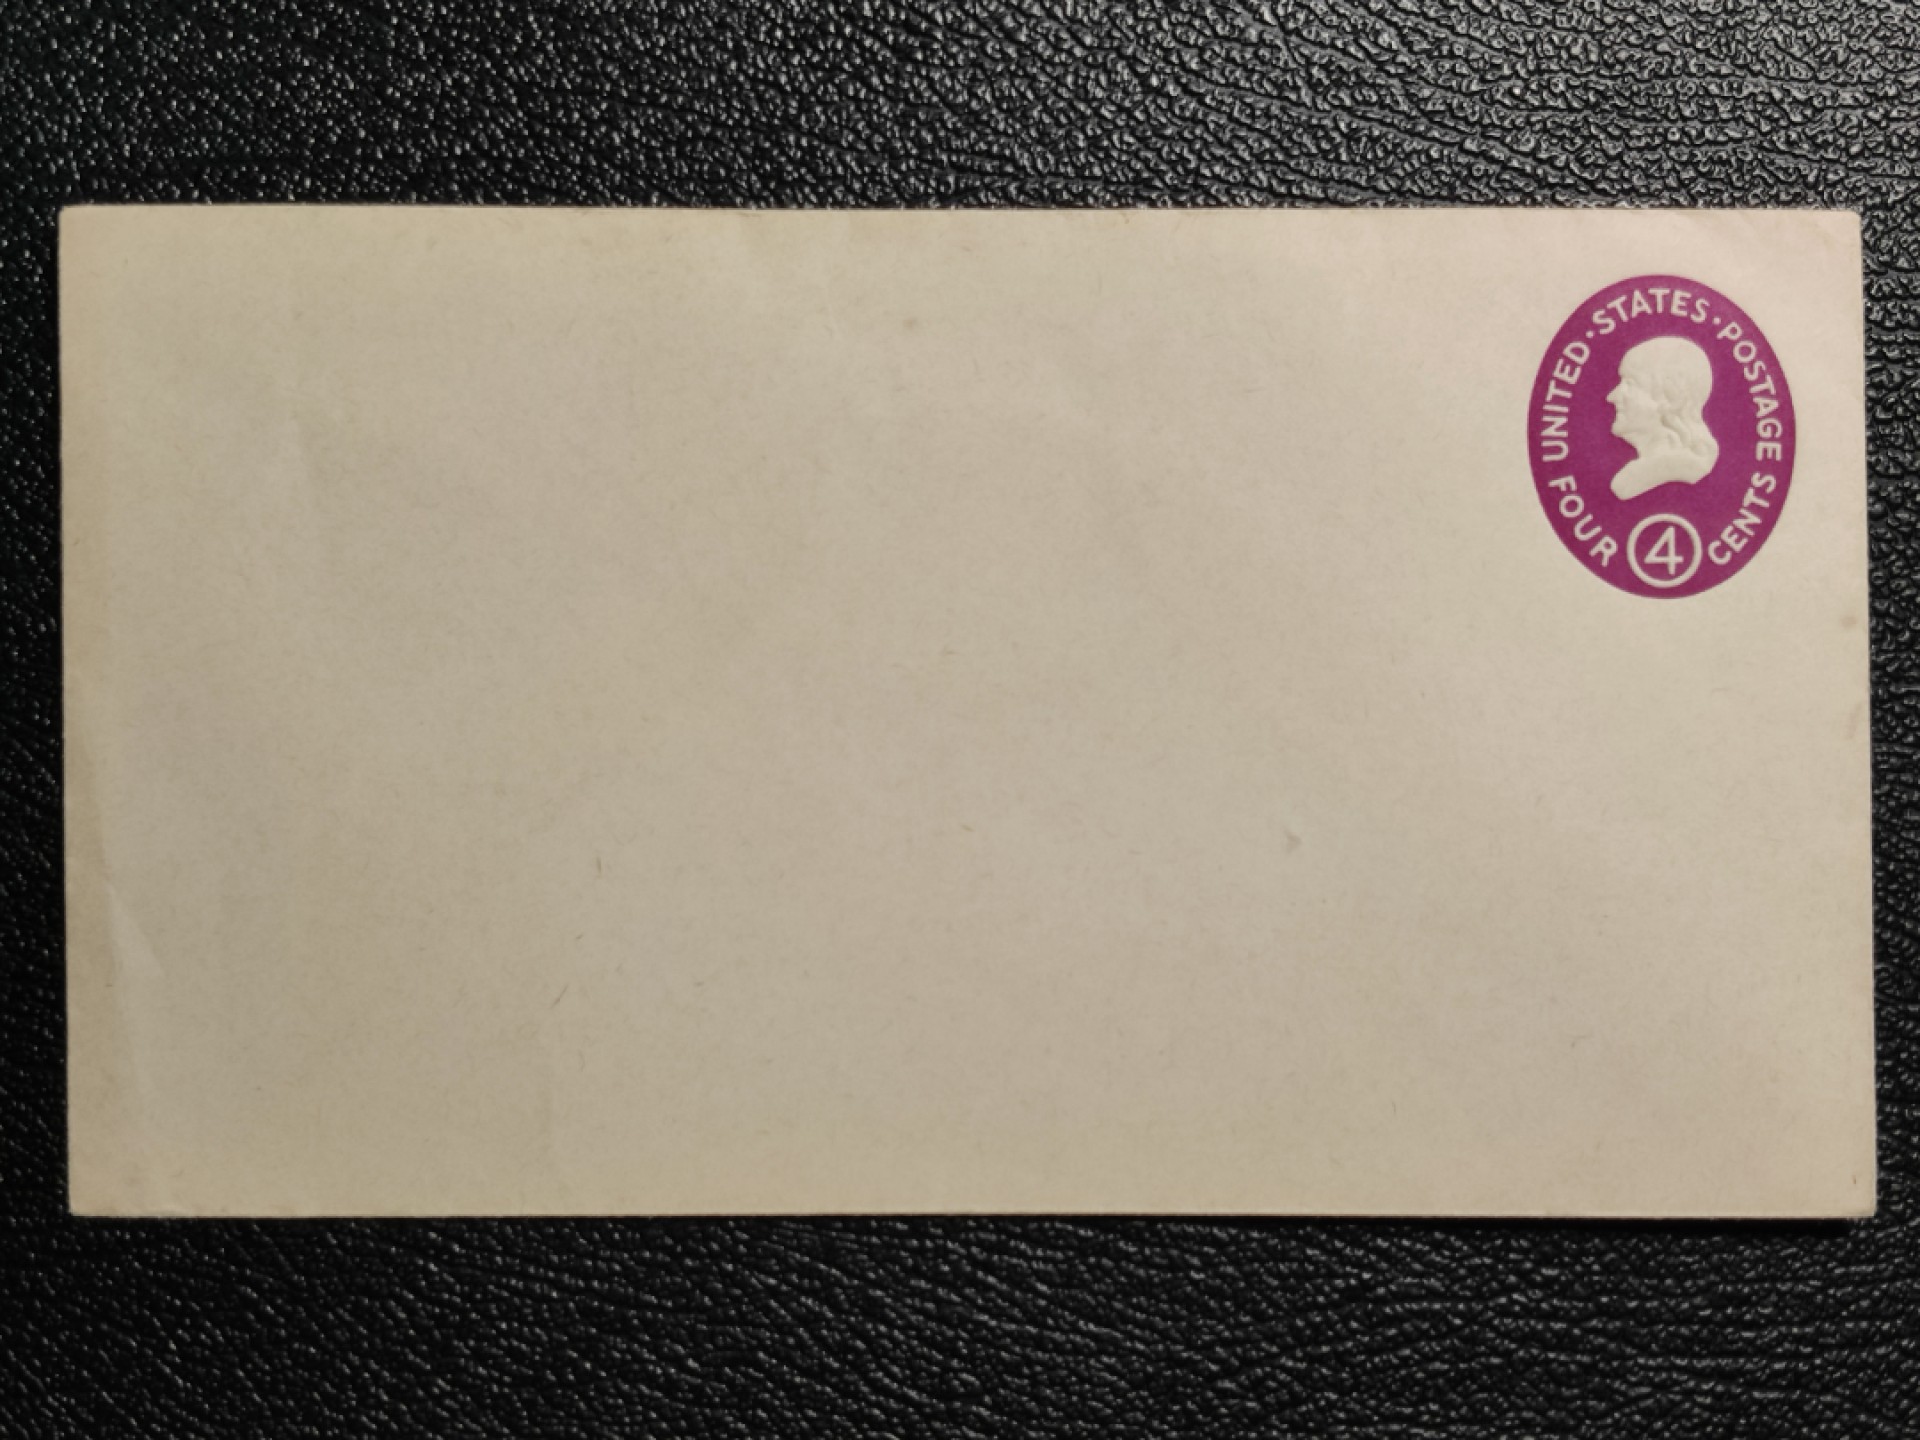 UNITED · STATES · POSTAGE
FOUR 4 CENTS